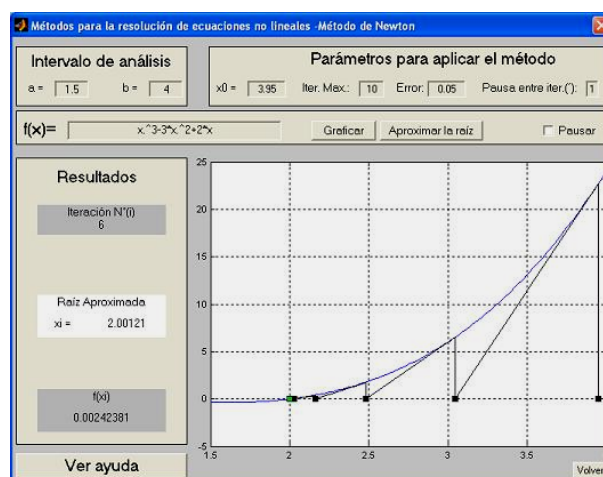 Métodos para la resolución de ecuaciones no lineales -Método de Newton
Intervalo de análisis
a = 1.5 b = 4
Parámetros para aplicar el método
x0 = 3.95 Iter. Max.: 10 Error: 0.05 Pausa entre iter.("): 1
f(x)= x.^3-3*x.^2+2*x Graficar Aproximar la raíz Pausar
Resultados
Iteración N°(i)
6
Raíz Aproximada
xi = 2.00121
f(xi)
0.00242381
Ver ayuda
25
20
15
10
5
0
-5
1.5 2 2.5 3 3.5
Volver